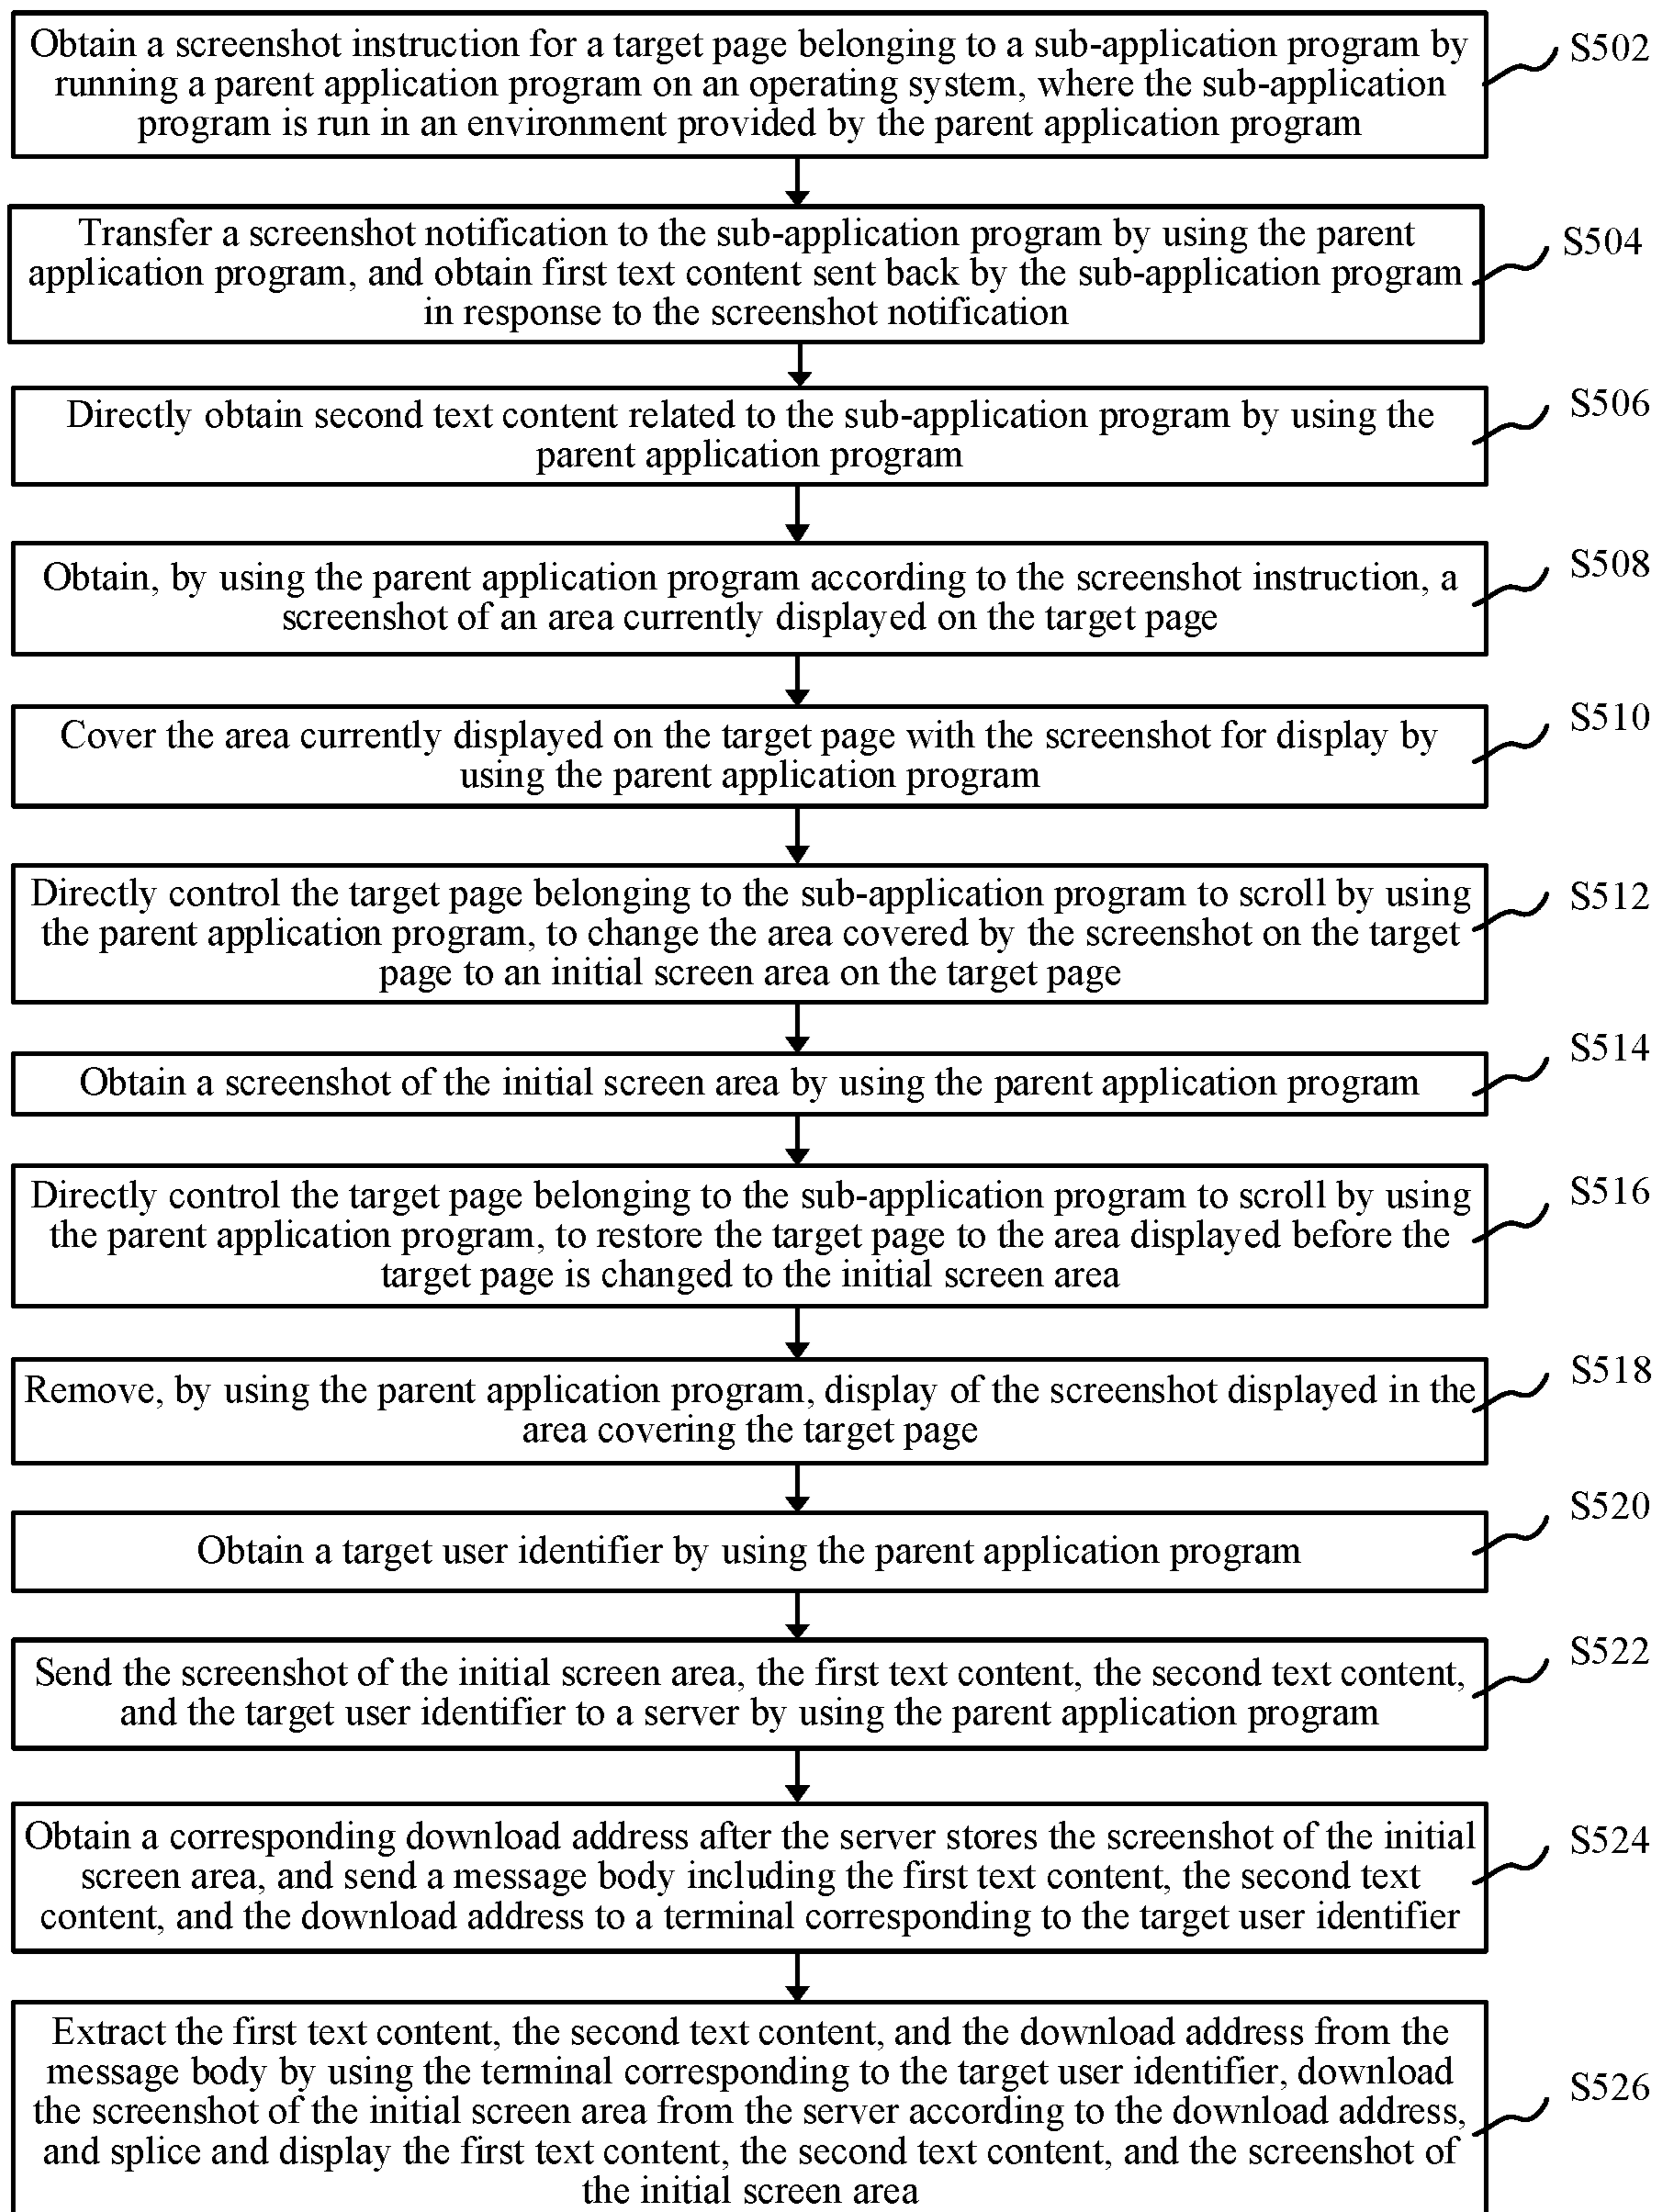 Obtain a screenshot instruction for a target page belonging to a sub-application program by
running a parent application program on an operating system, where the sub-application
program is run in an environment provided by the parent application program
S502
Transfer a screenshot notification to the sub-application program by using the parent
application program, and obtain first text content sent back by the sub-application program
in response to the screenshot notification
S504
Directly obtain second text content related to the sub-application program by using the
parent application program
S506
Obtain, by using the parent application program according to the screenshot instruction, a
screenshot of an area currently displayed on the target page
S508
Cover the area currently displayed on the target page with the screenshot for display by
using the parent application program
S510
Directly control the target page belonging to the sub-application program to scroll by using
the parent application program, to change the area covered by the screenshot on the target
page to an initial screen area on the target page
S512
Obtain a screenshot of the initial screen area by using the parent application program
S514
Directly control the target page belonging to the sub-application program to scroll by using
the parent application program, to restore the target page to the area displayed before the
target page is changed to the initial screen area
S516
Remove, by using the parent application program, display of the screenshot displayed in the
area covering the target page
S518
Obtain a target user identifier by using the parent application program
S520
Send the screenshot of the initial screen area, the first text content, the second text content,
and the target user identifier to a server by using the parent application program
S522
Obtain a corresponding download address after the server stores the screenshot of the initial
screen area, and send a message body including the first text content, the second text
content, and the download address to a terminal corresponding to the target user identifier
S524
Extract the first text content, the second text content, and the download address from the
message body by using the terminal corresponding to the target user identifier, download
the screenshot of the initial screen area from the server according to the download address,
and splice and display the first text content, the second text content, and the screenshot of
the initial screen area
S526